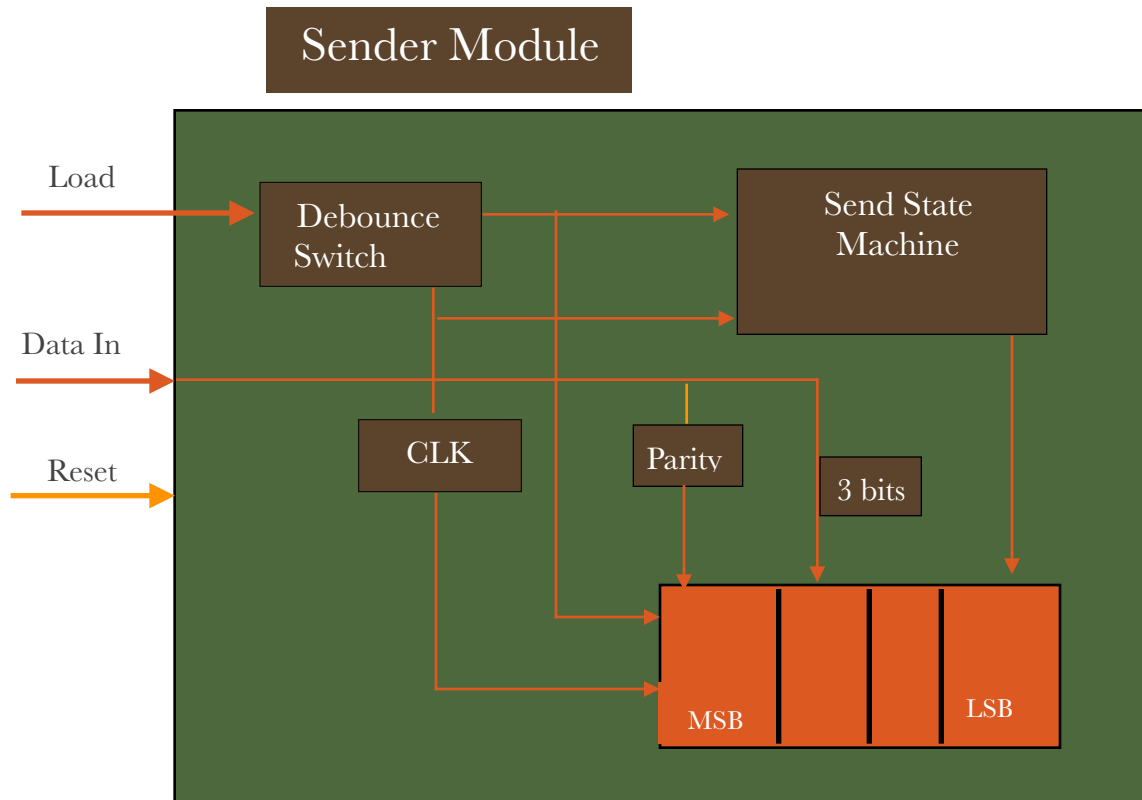 Sender Module
Load
Debounce
Switch
Send State
Machine
Data In
CLK
Parity
Reset
3 bits
MSB
LSB